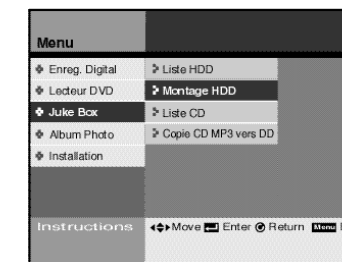 Menu
Enreg. Digital
Liste HDD
Lecteur DVD
Montage HDD
Juke Box
Liste CD
Album Photo
Copie CD MP3 vers DD
Installation
Instructions
Move Enter Return Menu